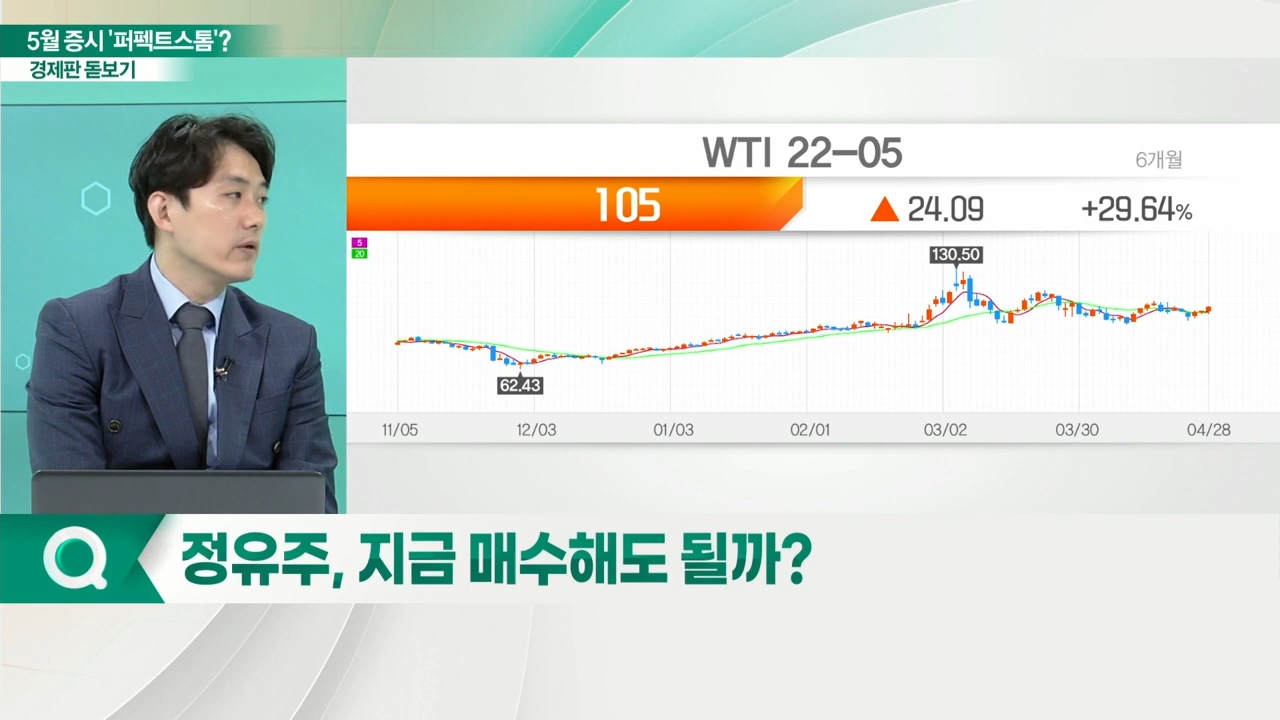 5월 증시 '퍼펙트스톰'?
경제판 돋보기
WTI 22-05
6개월
105
▲ 24.09
+29.64%
5
20
130.50
62.43
11/05 12/03 01/03 02/01 03/02 03/30 04/28
Q 정유주, 지금 매수해도 될까?